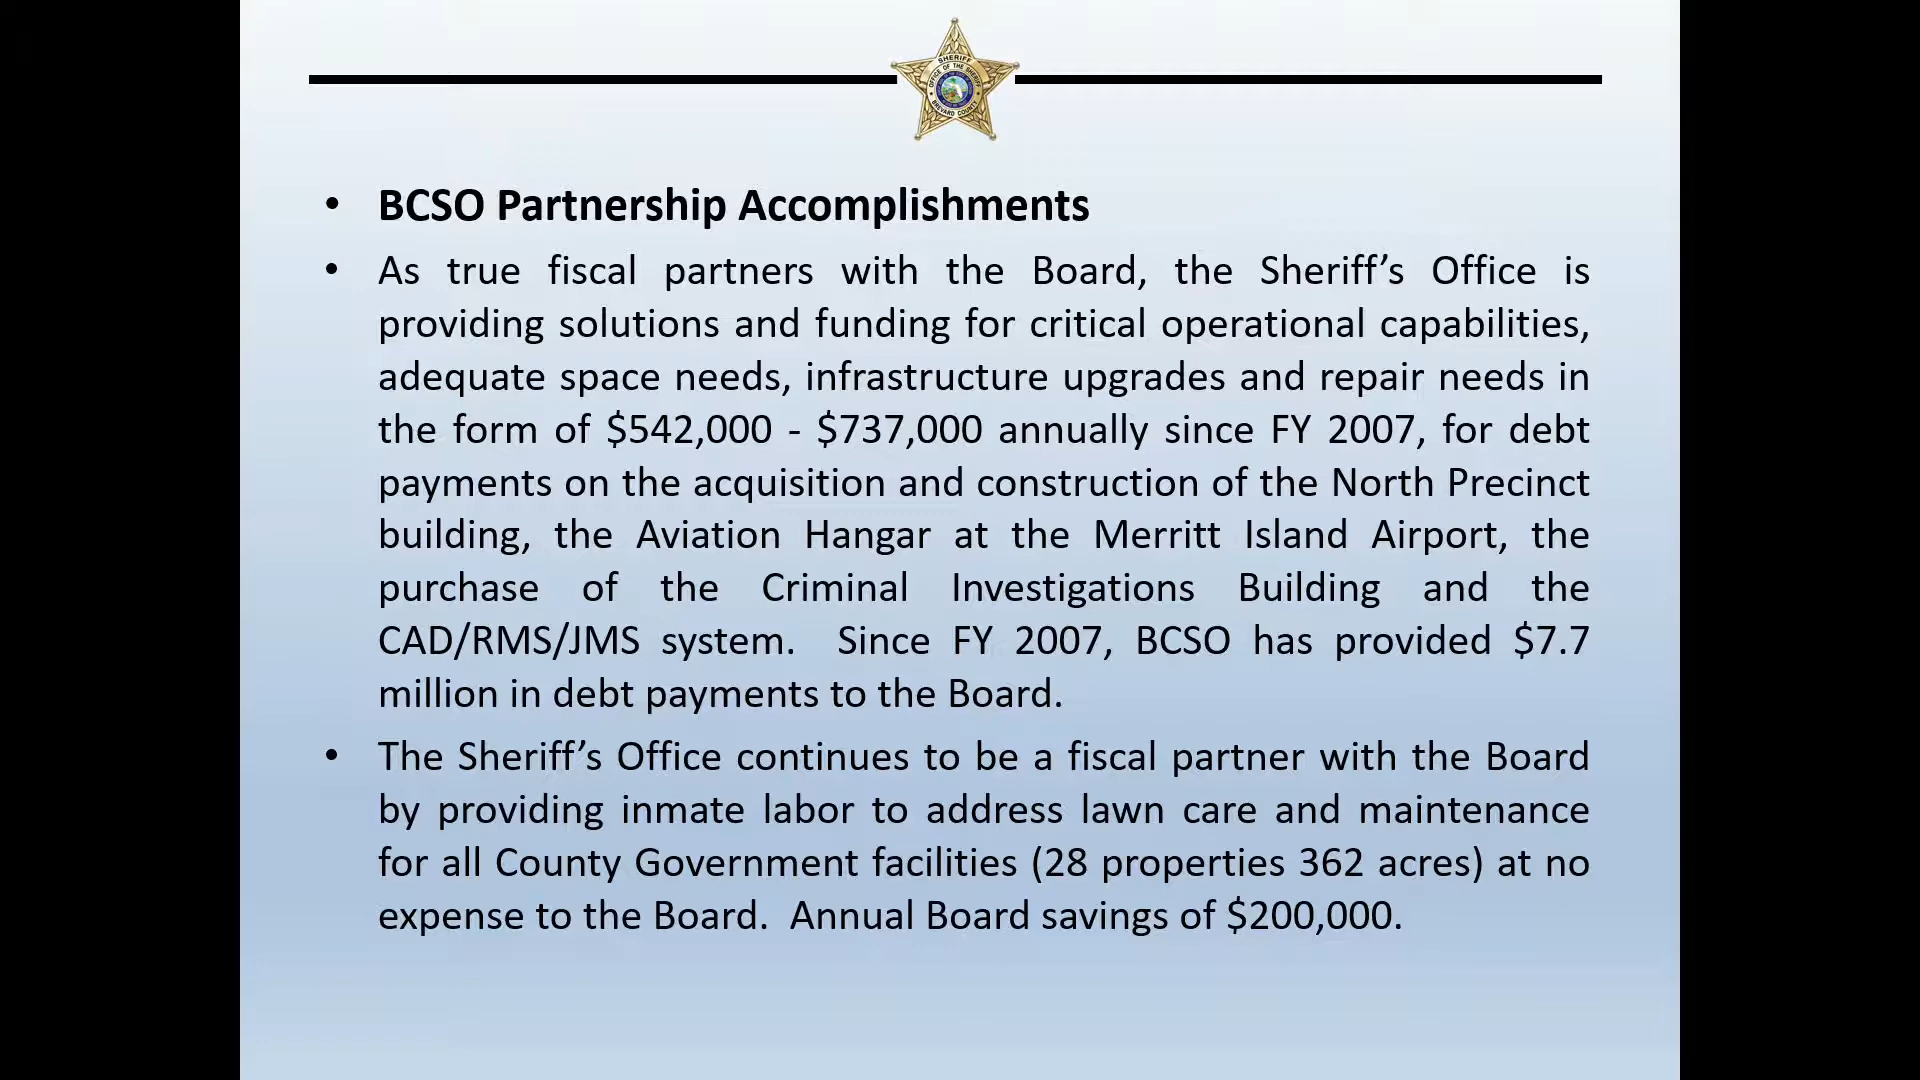 SHERIFF
OFFICE OF THE SHERIFF
BREVARD COUNTY
• BCSO Partnership Accomplishments
• As true fiscal partners with the Board, the Sheriff’s Office is
providing solutions and funding for critical operational capabilities,
adequate space needs, infrastructure upgrades and repair needs in
the form of $542,000 - $737,000 annually since FY 2007, for debt
payments on the acquisition and construction of the North Precinct
building, the Aviation Hangar at the Merritt Island Airport, the
purchase of the Criminal Investigations Building and the
CAD/RMS/JMS system.  Since FY 2007, BCSO has provided $7.7
million in debt payments to the Board.
• The Sheriff’s Office continues to be a fiscal partner with the Board
by providing inmate labor to address lawn care and maintenance
for all County Government facilities (28 properties 362 acres) at no
expense to the Board.  Annual Board savings of $200,000.